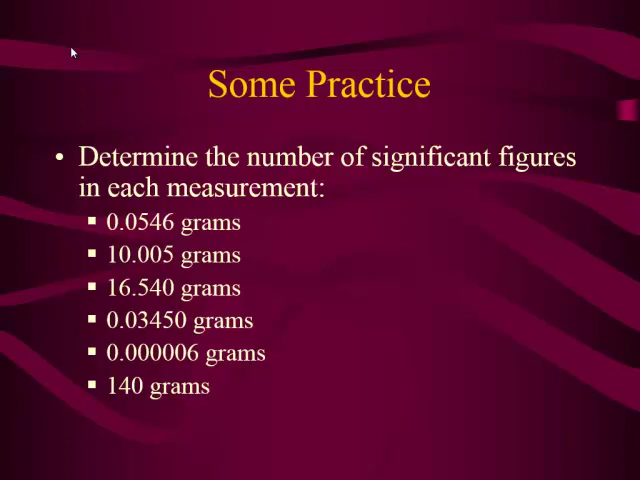 Some Practice
• Determine the number of significant figures
in each measurement:
▪ 0.0546 grams
▪ 10.005 grams
▪ 16.540 grams
▪ 0.03450 grams
▪ 0.000006 grams
▪ 140 grams